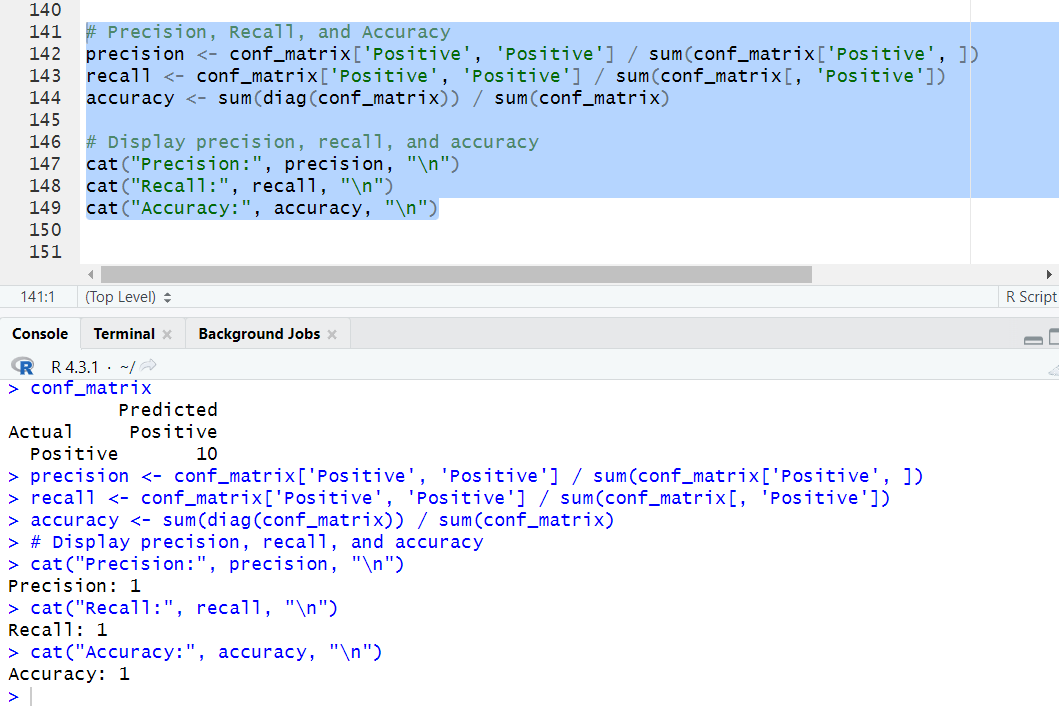 140
141 # Precision, Recall, and Accuracy
142 precision <- conf_matrix['Positive', 'Positive'] / sum(conf_matrix['Positive', ])
143 recall <- conf_matrix['Positive', 'Positive'] / sum(conf_matrix[, 'Positive'])
144 accuracy <- sum(diag(conf_matrix)) / sum(conf_matrix)
145
146 # Display precision, recall, and accuracy
147 cat("Precision:", precision, "\n")
148 cat("Recall:", recall, "\n")
149 cat("Accuracy:", accuracy, "\n")
150
151
141:1 (Top Level) R Script
Console Terminal Background Jobs
R R 4.3.1 · ~/
> conf_matrix
Predicted
Actual Positive
Positive 10
> precision <- conf_matrix['Positive', 'Positive'] / sum(conf_matrix['Positive', ])
> recall <- conf_matrix['Positive', 'Positive'] / sum(conf_matrix[, 'Positive'])
> accuracy <- sum(diag(conf_matrix)) / sum(conf_matrix)
> # Display precision, recall, and accuracy
> cat("Precision:", precision, "\n")
Precision: 1
> cat("Recall:", recall, "\n")
Recall: 1
> cat("Accuracy:", accuracy, "\n")
Accuracy: 1
>